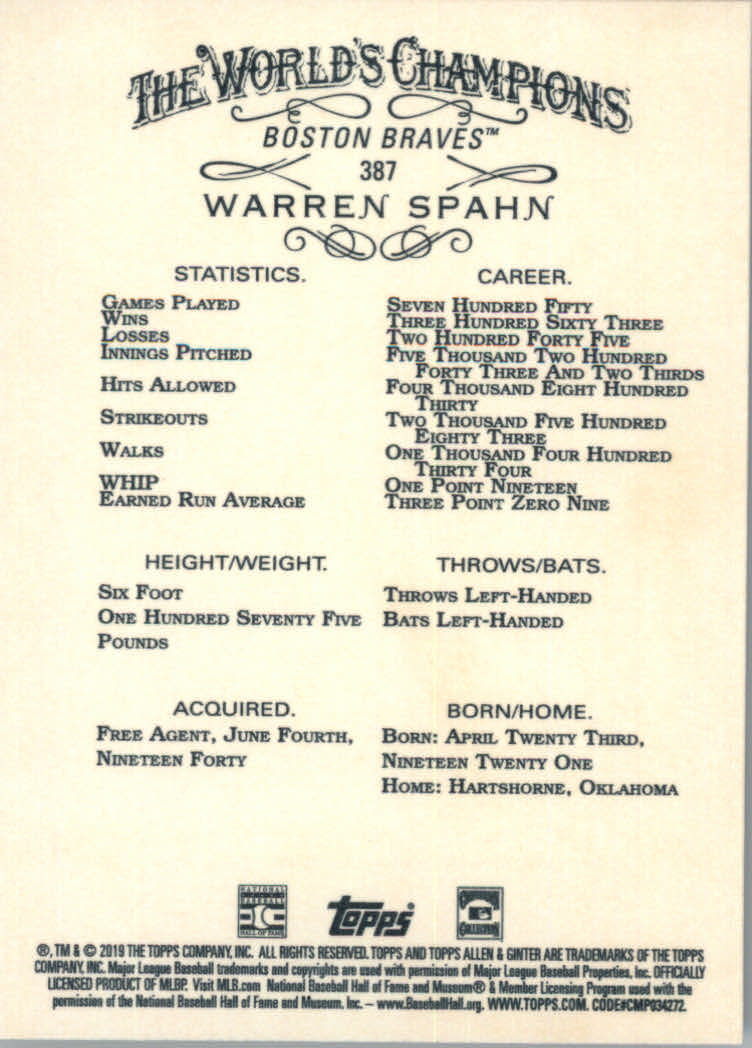 THE WORLD'S CHAMPIONS
BOSTON BRAVES™
387
WARREN SPAHN
STATISTICS.
GAMES PLAYED
WINS
LOSSES
INNINGS PITCHED
HITS ALLOWED
STRIKEOUTS
WALKS
WHIP
EARNED RUN AVERAGE
CAREER.
SEVEN HUNDRED FIFTY
THREE HUNDRED SIXTY THREE
TWO HUNDRED FORTY FIVE
FIVE THOUSAND TWO HUNDRED
FORTY THREE AND TWO THIRDS
FOUR THOUSAND EIGHT HUNDRED
THIRTY
TWO THOUSAND FIVE HUNDRED
EIGHTY THREE
ONE THOUSAND FOUR HUNDRED
THIRTY FOUR
ONE POINT NINETEEN
THREE POINT ZERO NINE
HEIGHT/WEIGHT.
SIX FOOT
ONE HUNDRED SEVENTY FIVE
POUNDS
THROWS/BATS.
THROWS LEFT-HANDED
BATS LEFT-HANDED
ACQUIRED.
FREE AGENT, JUNE FOURTH,
NINETEEN FORTY
BORN/HOME.
BORN: APRIL TWENTY THIRD,
NINETEEN TWENTY ONE
HOME: HARTSHORNE, OKLAHOMA
NATIONAL
BASEBALL
HALL OF FAME
TOPPS
COLLECTION
®, TM & © 2019 THE TOPPS COMPANY, INC. ALL RIGHTS RESERVED. TOPPS AND TOPPS ALLEN & GINTER ARE TRADEMARKS OF THE TOPPS
COMPANY, INC. Major League Baseball trademarks and copyrights are used with permission of Major League Baseball Properties, Inc. OFFICIALLY
LICENSED PRODUCT OF MLBP. Visit MLB.com National Baseball Hall of Fame and Museum® & Member Licensing Program used with the
permission of the National Baseball Hall of Fame and Museum, Inc. – www.BaseballHall.org. WWW.TOPPS.COM. CODE#CMP034272.